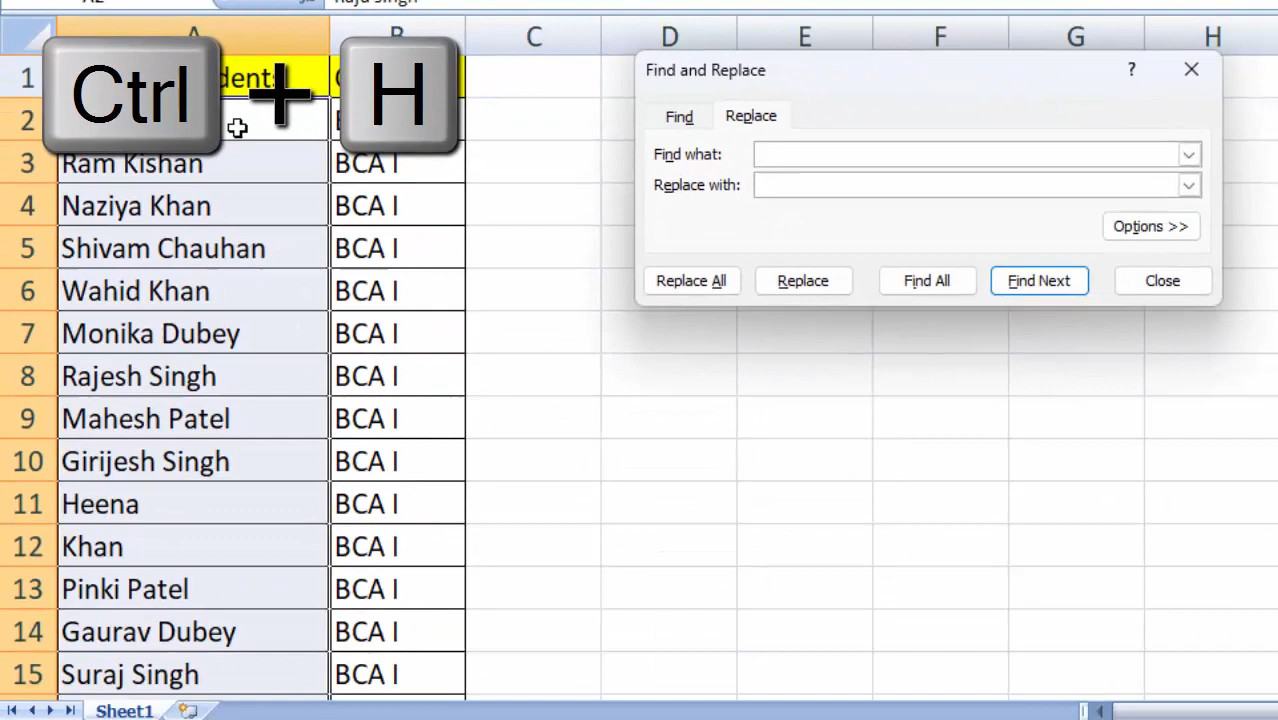 A B C D E F G H
Ctrl + H
Find and Replace ? 
Find Replace
Find what:
Replace with:
Options >>
Replace All Replace Find All Find Next Close
1 dents
2
3 Ram Kishan BCA I
4 Naziya Khan BCA I
5 Shivam Chauhan BCA I
6 Wahid Khan BCA I
7 Monika Dubey BCA I
8 Rajesh Singh BCA I
9 Mahesh Patel BCA I
10 Girijesh Singh BCA I
11 Heena BCA I
12 Khan BCA I
13 Pinki Patel BCA I
14 Gaurav Dubey BCA I
15 Suraj Singh BCA I
Sheet1